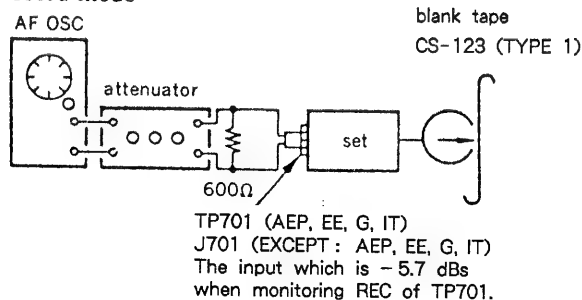 AF OSC
attenuator
600Ω
set
blank tape
CS-123 (TYPE 1)
TP701 (AEP, EE, G, IT)
J701 (EXCEPT : AEP, EE, G, IT)
The input which is – 5.7 dBs
when monitoring REC of TP701.